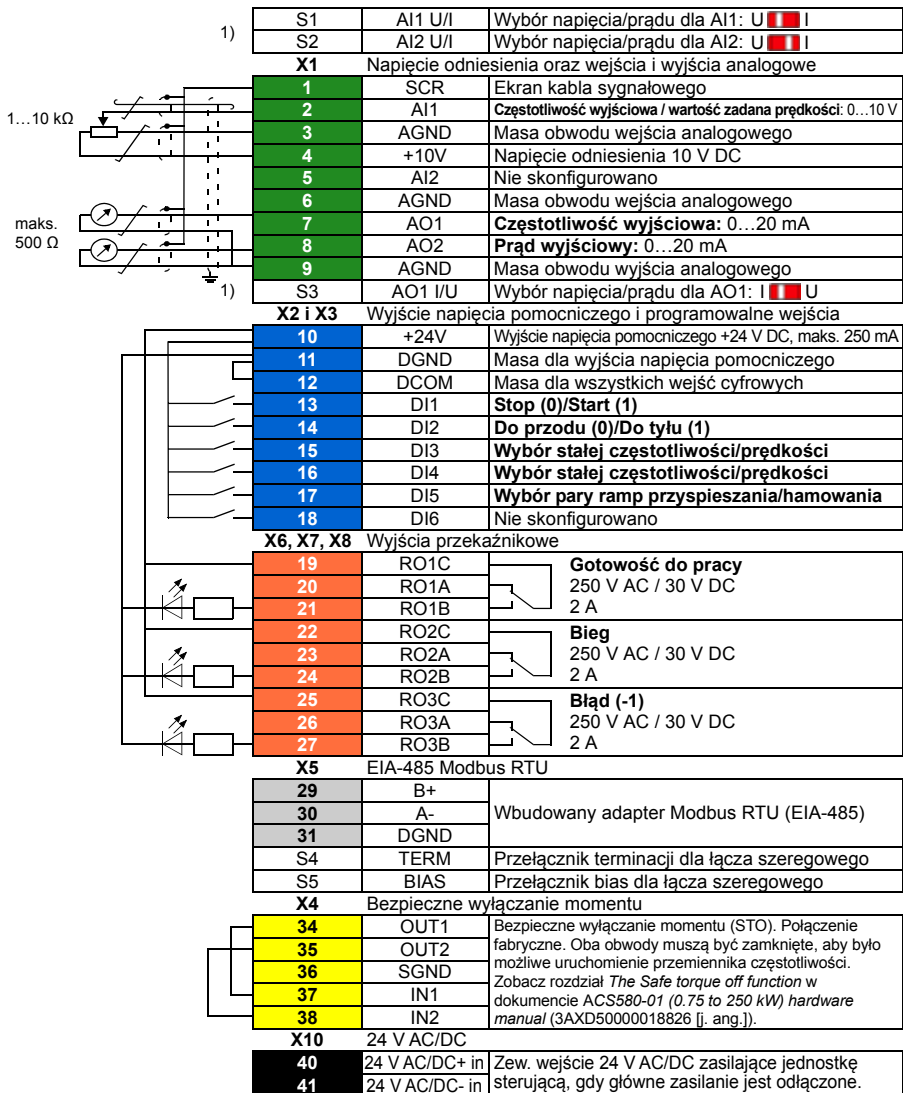 1)
S1 AI1 U/I Wybór napięcia/prądu dla AI1: U I
S2 AI2 U/I Wybór napięcia/prądu dla AI2: U I
X1 Napięcie odniesienia oraz wejścia i wyjścia analogowe
1 SCR Ekran kabla sygnałowego
1…10 kΩ
2 AI1 Częstotliwość wyjściowa / wartość zadana prędkości: 0…10 V
3 AGND Masa obwodu wejścia analogowego
4 +10V Napięcie odniesienia 10 V DC
5 AI2 Nie skonfigurowano
6 AGND Masa obwodu wejścia analogowego
maks.
500 Ω
7 AO1 Częstotliwość wyjściowa: 0…20 mA
8 AO2 Prąd wyjściowy: 0…20 mA
9 AGND Masa obwodu wyjścia analogowego
1)
S3 AO1 I/U Wybór napięcia/prądu dla AO1: I U
X2 i X3 Wyjście napięcia pomocniczego i programowalne wejścia
10 +24V Wyjście napięcia pomocniczego +24 V DC, maks. 250 mA
11 DGND Masa dla wyjścia napięcia pomocniczego
12 DCOM Masa dla wszystkich wejść cyfrowych
13 DI1 Stop (0)/Start (1)
14 DI2 Do przodu (0)/Do tyłu (1)
15 DI3 Wybór stałej częstotliwości/prędkości
16 DI4 Wybór stałej częstotliwości/prędkości
17 DI5 Wybór pary ramp przyspieszania/hamowania
18 DI6 Nie skonfigurowano
X6, X7, X8 Wyjścia przekaźnikowe
19 RO1C Gotowość do pracy
20 RO1A 250 V AC / 30 V DC
21 RO1B 2 A
22 RO2C Bieg
23 RO2A 250 V AC / 30 V DC
24 RO2B 2 A
25 RO3C Błąd (-1)
26 RO3A 250 V AC / 30 V DC
27 RO3B 2 A
X5 EIA-485 Modbus RTU
29 B+
30 A- Wbudowany adapter Modbus RTU (EIA-485)
31 DGND
S4 TERM Przełącznik terminacji dla łącza szeregowego
S5 BIAS Przełącznik bias dla łącza szeregowego
X4 Bezpieczne wyłączanie momentu
34 OUT1
35 OUT2
36 SGND
37 IN1
38 IN2
Bezpieczne wyłączanie momentu (STO). Połączenie
fabryczne. Oba obwody muszą być zamknięte, aby było
możliwe uruchomienie przemiennika częstotliwości.
Zobacz rozdział The Safe torque off function w
dokumencie ACS580-01 (0.75 to 250 kW) hardware
manual (3AXD50000018826 [j. ang.]).
X10 24 V AC/DC
40 24 V AC/DC+ in Zew. wejście 24 V AC/DC zasilające jednostkę
41 24 V AC/DC- in sterującą, gdy główne zasilanie jest odłączone.